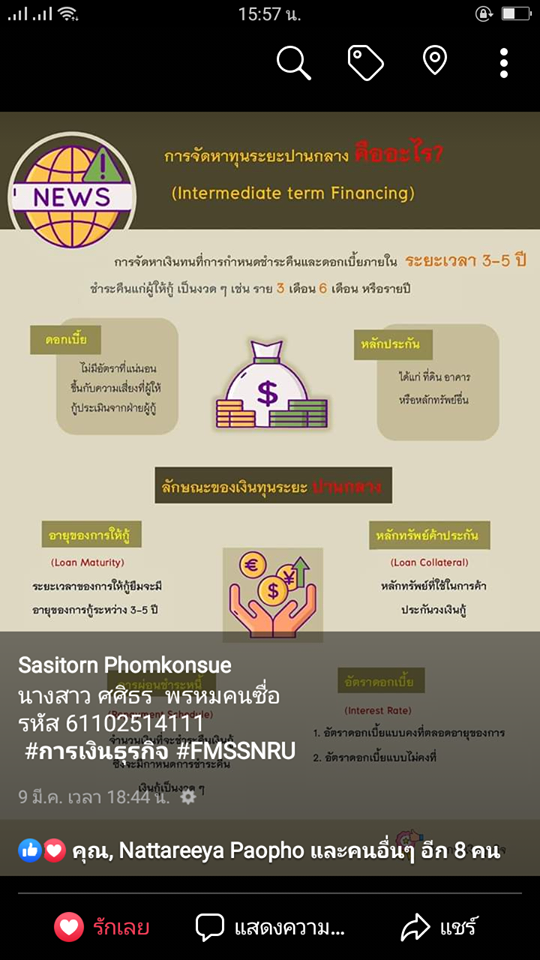 15:57 น.
NEWS
การจัดหาทุนระยะปานกลาง คืออะไร?
(Intermediate term Financing)
การจัดหาเงินทนที่การกำหนดชำระคืนและดอกเบี้ยภายใน ระยะเวลา 3-5 ปี
ชำระคืนแก่ผู้ให้กู้ เป็นงวด ๆ เช่น ราย 3 เดือน 6 เดือน หรือรายปี
ดอกเบี้ย
ไม่มีอัตราที่แน่นอน
ขึ้นกับความเสี่ยงที่ผู้ให้
กู้ประเมินจากฝ่ายผู้กู้
$
หลักประกัน
ได้แก่ ที่ดิน อาคาร
หรือหลักทรัพย์อื่น
ลักษณะของเงินทุนระยะ ปานกลาง
อายุของการให้กู้
(Loan Maturity)
ระยะเวลาของการให้กู้ยืมจะมี
อายุของการกู้ระหว่าง 3-5 ปี
€ $ ¥
หลักทรัพย์ค้ำประกัน
(Loan Collateral)
หลักทรัพย์ที่ใช้ในการค้ำ
ประกันวงเงินกู้
การผ่อนชำระหนี้
(Repayment Schedule)
จำนวนเงินที่จะชำระคืนเงินกู้
ซึ่งจะมีกำหนดการชำระคืน
เงินกู้เป็นงวด ๆ
อัตราดอกเบี้ย
(Interest Rate)
1. อัตราดอกเบี้ยแบบคงที่ตลอดอายุของการ
2. อัตราดอกเบี้ยแบบไม่คงที่
Sasitorn Phomkonsue
นางสาว ศศิธร พรหมคนซื่อ
รหัส 61102514111
#การเงินธุรกิจ #FMSSNRU
9 มี.ค. เวลา 18:44 น.
คุณ, Nattareeya Paopho และคนอื่นๆ อีก 8 คน
รักเลย
แสดงความ...
แชร์